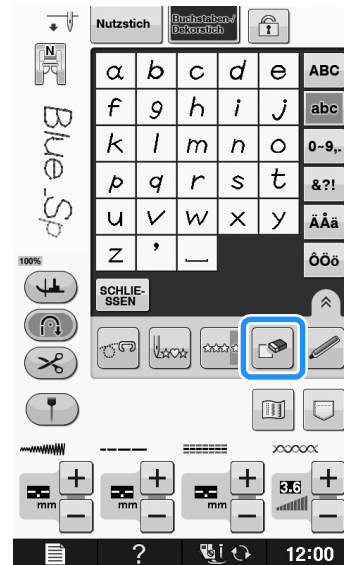 Nutzstich
Buchstaben-/
Dekorstich
N
Blue_Sp
a b c d e
ABC
f g h i j
abc
k l m n o
0~9,.
p q r s t
&?!
u v w x y
ÄÅä
z ’ _
ÔÖö
100%
SCHLIE-
SSEN
+ + + 3.6 +
mm mm mm
- - - -
? i 12:00